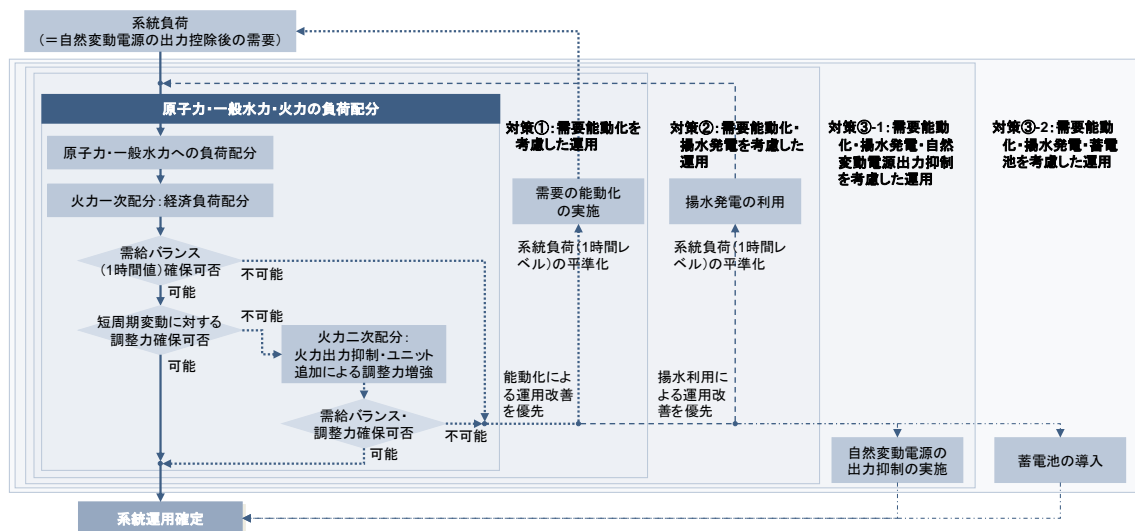 系統負荷
(=自然変動電源の出力控除後の需要)
原子力・一般水力・火力の負荷配分
原子力・一般水力への負荷配分
火力一次配分：経済負荷配分
需給バランス
(1時間値)確保可否
不可能
可能
短周期変動に対する
調整力確保可否
不可能
可能
火力二次配分：
火力出力抑制・ユニット
追加による調整力増強
需給バランス・
調整力確保可否
不可能
可能
対策①：需要能動化を
考慮した運用
需要の能動化
の実施
系統負荷(1時間レ
ベル)の平準化
能動化によ
る運用改善
を優先
対策②：需要能動化・
揚水発電を考慮した
運用
揚水発電の利用
系統負荷(1時間レ
ベル)の平準化
揚水利用に
よる運用改
善を優先
対策③-1：需要能動
化・揚水発電・自然
変動電源出力抑制
を考慮した運用
自然変動電源の
出力抑制の実施
対策③-2：需要能動
化・揚水発電・蓄電
池を考慮した運用
蓄電池の導入
系統運用確定